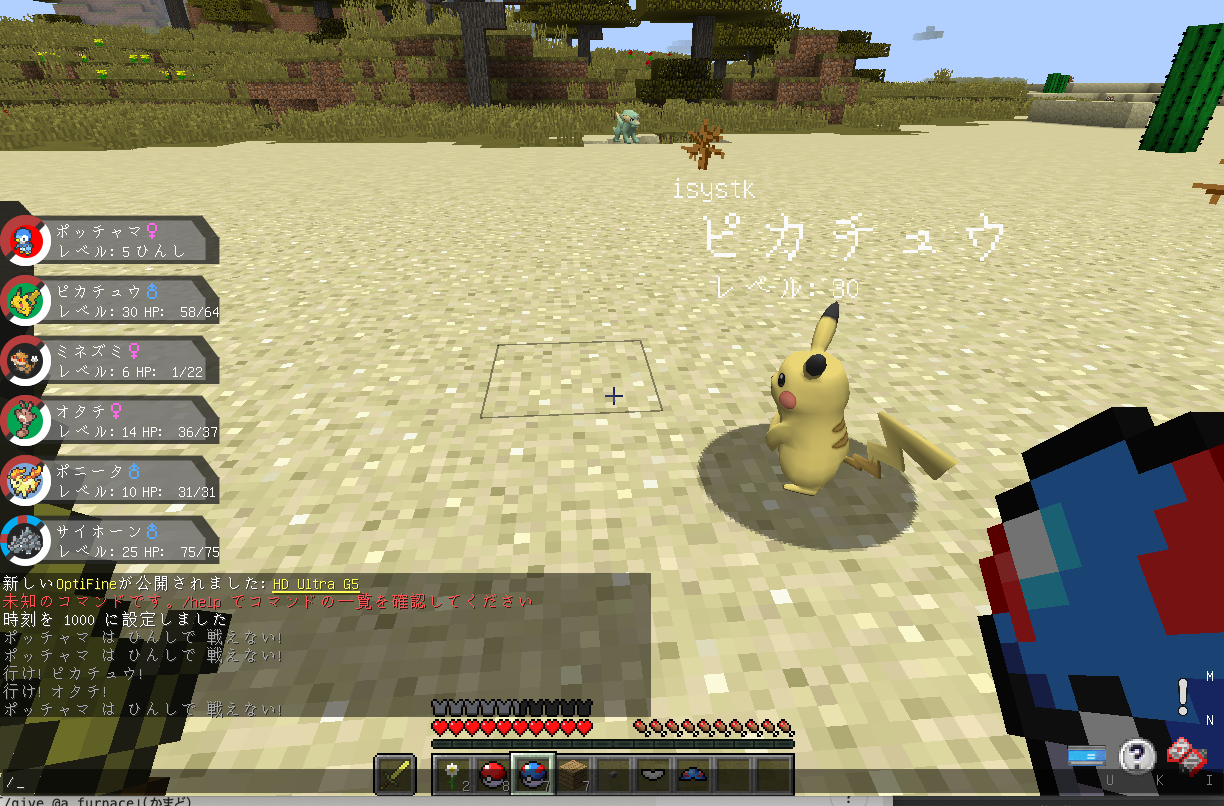 isystk
ピカチュウ
レベル: 30
ポッチャマ♀
レベル: 5 ひんし
ピカチュウ♂
レベル: 30 HP: 58/64
ミネズミ♀
レベル: 6 HP: 1/22
オタチ♀
レベル: 14 HP: 36/37
ポニータ♂
レベル: 10 HP: 31/31
サイホーン♂
レベル: 25 HP: 75/75
新しいOptiFineが公開されました: HD Ultra G5
未知のコマンドです。/help でコマンドの一覧を確認してください
時刻を 1000 に設定しました
ポッチャマ は ひんしで 戦えない!
ポッチャマ は ひんしで 戦えない!
行け! ピカチュウ!
行け! オタチ!
ポッチャマ は ひんしで 戦えない!
M
N
2
8
7
7
?
U
K
I
/_
/give @a furnace」(かまど)